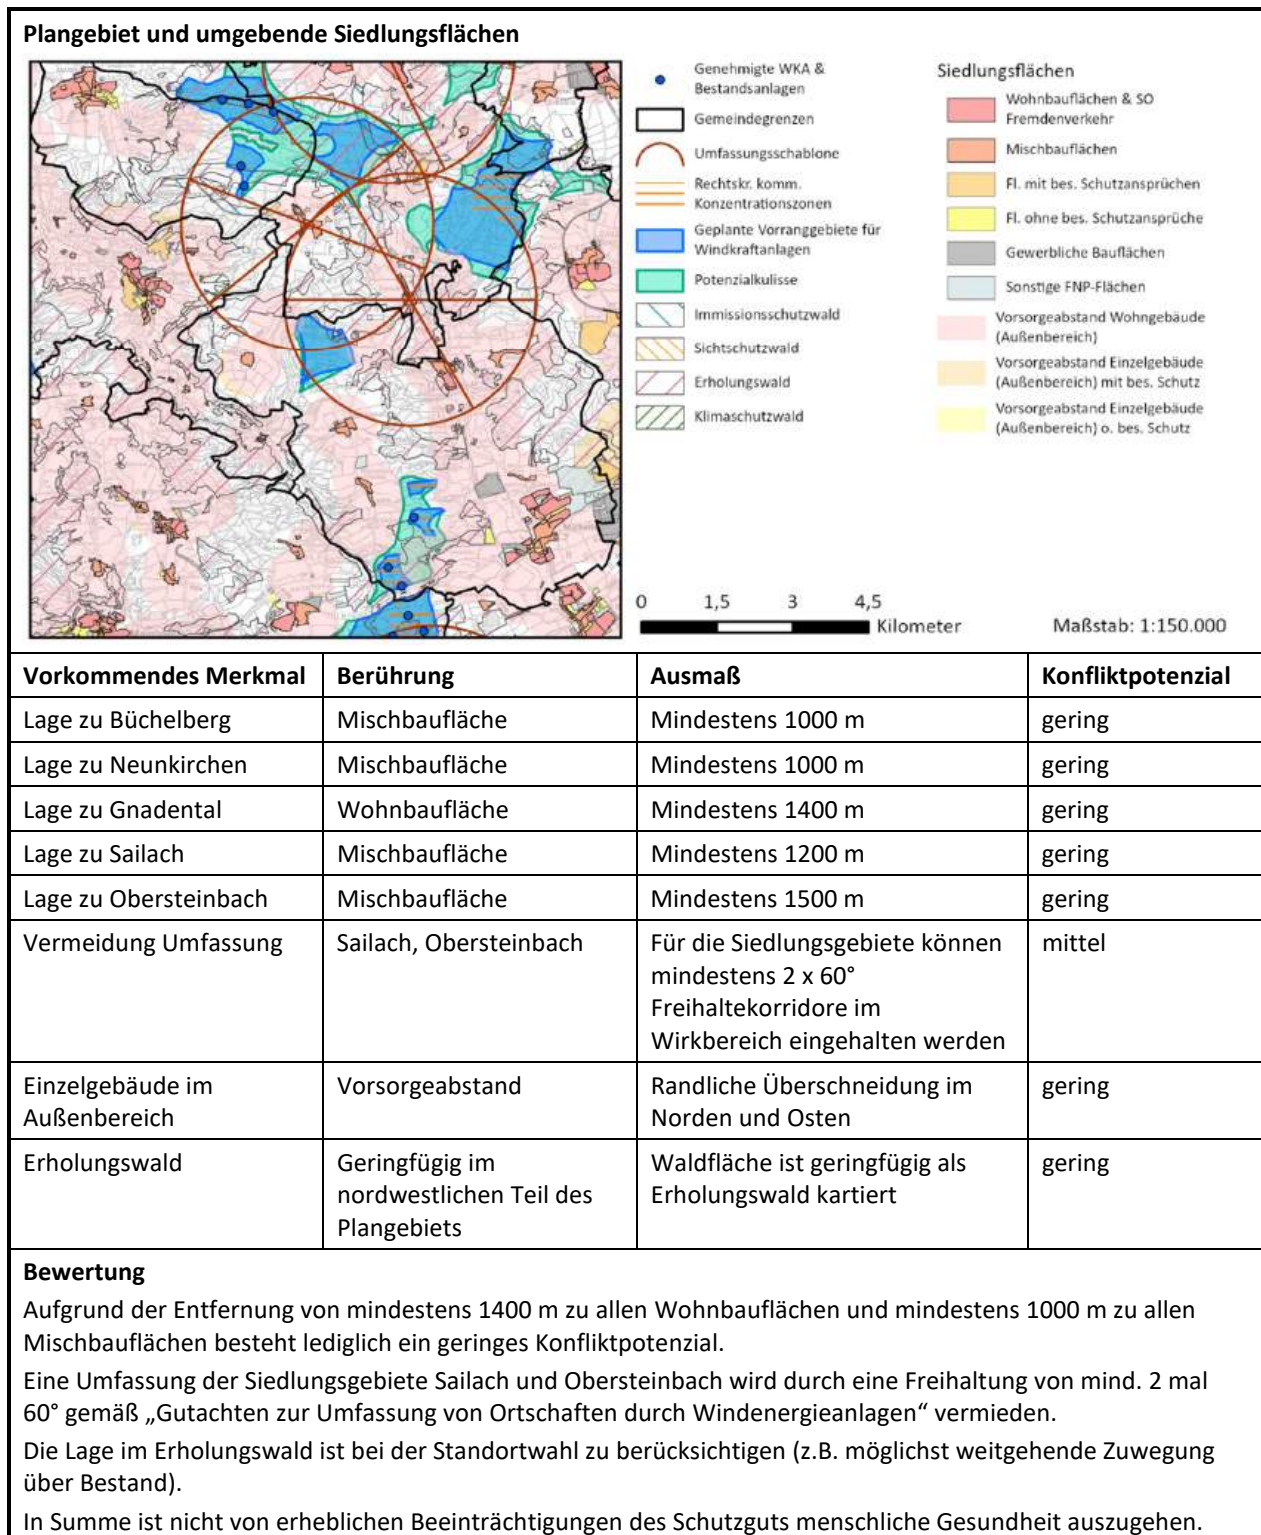 Plangebiet und umgebende Siedlungsflächen
Genehmigte WKA &
Bestandsanlagen
Gemeindegrenzen
Umfassungsschablone
Rechtskr. komm.
Konzentrationszonen
Geplante Vorranggebiete für
Windkraftanlagen
Potenzialkulisse
Immissionsschutzwald
Sichtschutzwald
Erholungswald
Klimaschutzwald
Siedlungsflächen
Wohnbauflächen & SO
Fremdenverkehr
Mischbauflächen
Fl. mit bes. Schutzansprüchen
Fl. ohne bes. Schutzansprüche
Gewerbliche Bauflächen
Sonstige FNP-Flächen
Vorsorgeabstand Wohngebäude
(Außenbereich)
Vorsorgeabstand Einzelgebäude
(Außenbereich) mit bes. Schutz
Vorsorgeabstand Einzelgebäude
(Außenbereich) o. bes. Schutz
0 1,5 3 4,5
Kilometer
Maßstab: 1:150.000
Vorkommendes Merkmal Berührung Ausmaß Konfliktpotenzial
Lage zu Büchelberg Mischbaufläche Mindestens 1000 m gering
Lage zu Neunkirchen Mischbaufläche Mindestens 1000 m gering
Lage zu Gnadental Wohnbaufläche Mindestens 1400 m gering
Lage zu Sailach Mischbaufläche Mindestens 1200 m gering
Lage zu Obersteinbach Mischbaufläche Mindestens 1500 m gering
Vermeidung Umfassung Sailach, Obersteinbach Für die Siedlungsgebiete können mittel
mindestens 2 x 60°
Freihaltekorridore im
Wirkbereich eingehalten werden
Einzelgebäude im Vorsorgeabstand Randliche Überschneidung im gering
Außenbereich Norden und Osten
Erholungswald Geringfügig im Waldfläche ist geringfügig als gering
nordwestlichen Teil des Erholungswald kartiert
Plangebiets
Bewertung
Aufgrund der Entfernung von mindestens 1400 m zu allen Wohnbauflächen und mindestens 1000 m zu allen
Mischbauflächen besteht lediglich ein geringes Konfliktpotenzial.
Eine Umfassung der Siedlungsgebiete Sailach und Obersteinbach wird durch eine Freihaltung von mind. 2 mal
60° gemäß „Gutachten zur Umfassung von Ortschaften durch Windenergieanlagen“ vermieden.
Die Lage im Erholungswald ist bei der Standortwahl zu berücksichtigen (z.B. möglichst weitgehende Zuwegung
über Bestand).
In Summe ist nicht von erheblichen Beeinträchtigungen des Schutzguts menschliche Gesundheit auszugehen.